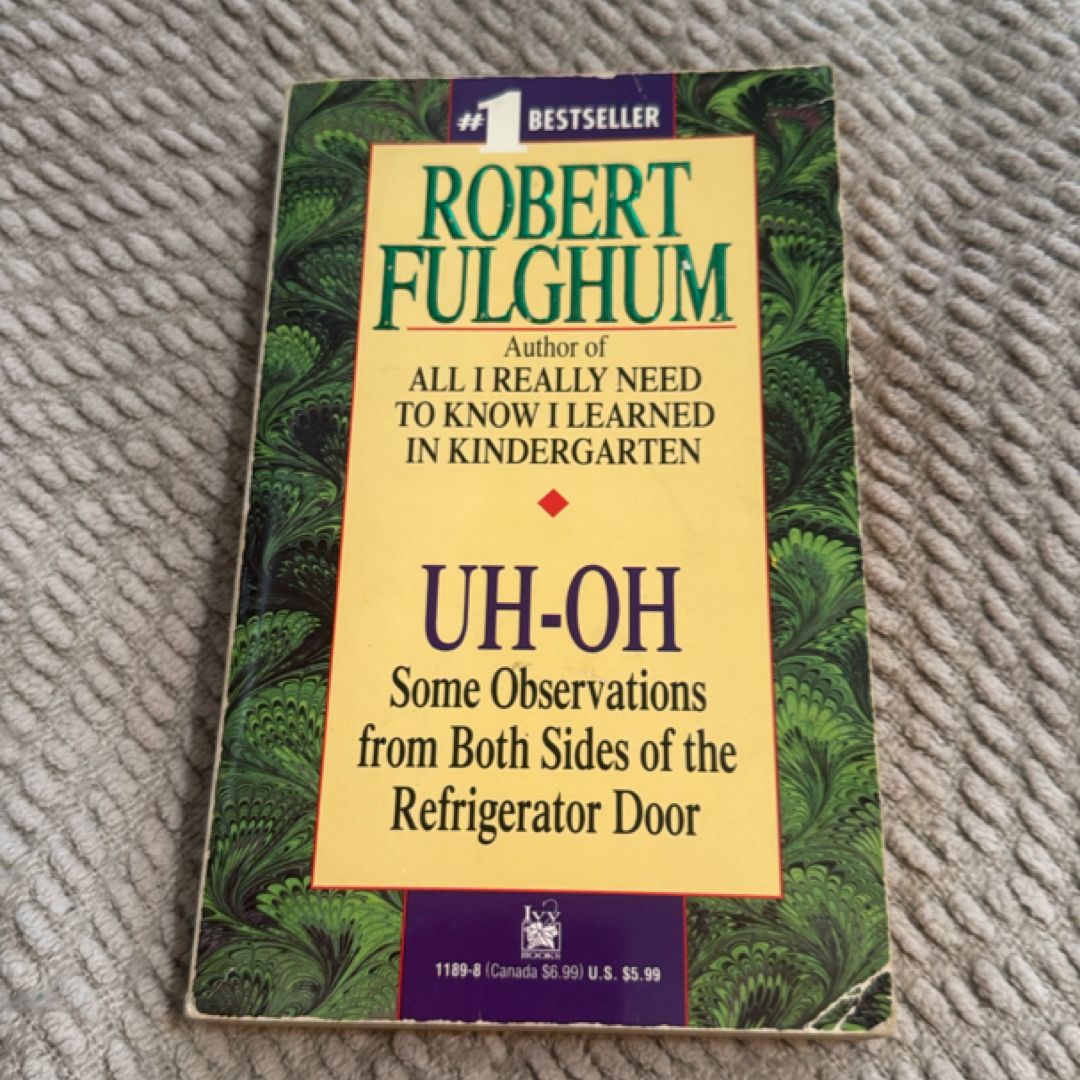 #1 BESTSELLER
ROBERT
FULGHUM
Author of
ALL I REALLY NEED
TO KNOW I LEARNED
IN KINDERGARTEN
UH-OH
Some Observations
from Both Sides of the
Refrigerator Door
Ivy
BOOKS
1189-8 (Canada $6.99) U.S. $5.99